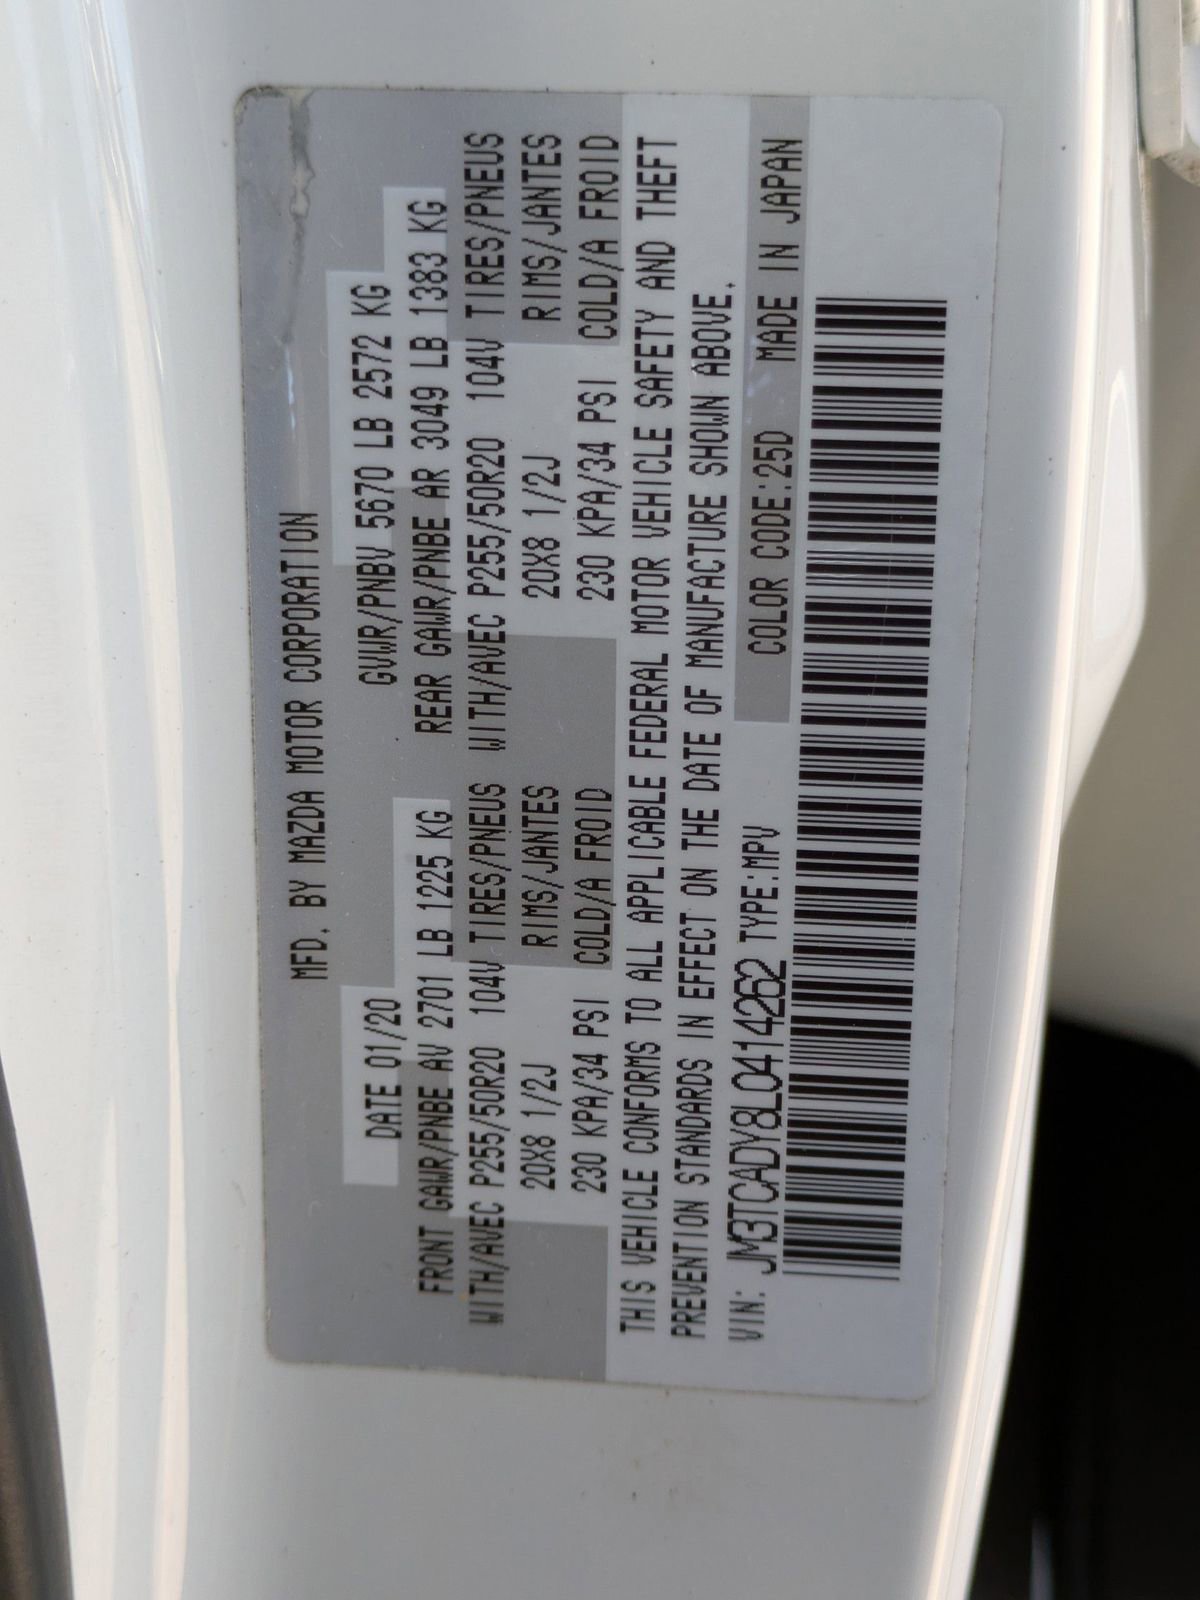 MFD. BY MAZDA MOTOR CORPORATION
DATE 01/20 GVWR/PNBV 5670 LB 2572 KG
FRONT GAWR/PNBE AV 2701 LB 1225 KG REAR GAWR/PNBE AR 3049 LB 1383 KG
WITH/AVEC P255/50R20 104V TIRES/PNEUS WITH/AVEC P255/50R20 104V TIRES/PNEUS
20X8 1/2J RIMS/JANTES 20X8 1/2J RIMS/JANTES
230 KPA/34 PSI COLD/A FROID 230 KPA/34 PSI COLD/A FROID
THIS VEHICLE CONFORMS TO ALL APPLICABLE FEDERAL MOTOR VEHICLE SAFETY AND THEFT
PREVENTION STANDARDS IN EFFECT ON THE DATE OF MANUFACTURE SHOWN ABOVE.
VIN: JM3TCADY8L0414262 TYPE:MPV COLOR CODE:25D MADE IN JAPAN